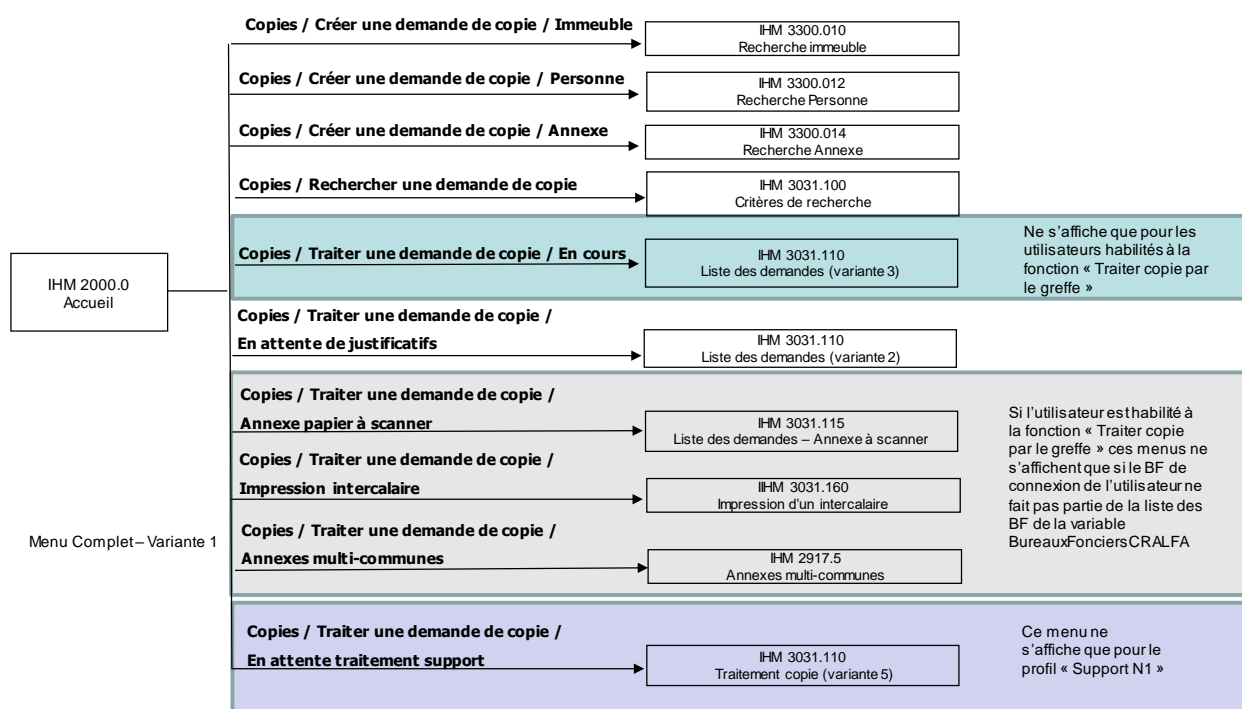 Copies / Créer une demande de copie / Immeuble
IHM 3300.010
Recherche immeuble
Copies / Créer une demande de copie / Personne
IHM 3300.012
Recherche Personne
Copies / Créer une demande de copie / Annexe
IHM 3300.014
Recherche Annexe
Copies / Rechercher une demande de copie
IHM 3031.100
Critères de recherche
IHM 2000.0
Accueil
Copies / Traiter une demande de copie / En cours
IHM 3031.110
Liste des demandes (variante 3)
Ne s'affiche que pour les
utilisateurs habilités à la
fonction « Traiter copie par
le greffe »
Copies / Traiter une demande de copie /
En attente de justificatifs
IHM 3031.110
Liste des demandes (variante 2)
Copies / Traiter une demande de copie /
Annexe papier à scanner
IHM 3031.115
Liste des demandes – Annexe à scanner
Copies / Traiter une demande de copie /
Impression intercalaire
IIHM 3031.160
Impression d'un intercalaire
Copies / Traiter une demande de copie /
Annexes multi-communes
IHM 2917.5
Annexes multi-communes
Si l'utilisateur est habilité à
la fonction « Traiter copie
par le greffe » ces menus ne
s'affichent que si le BF de
connexion de l'utilisateur ne
fait pas partie de la liste des
BF de la variable
BureauxFonciersCRALFA
Menu Complet – Variante 1
Copies / Traiter une demande de copie /
En attente traitement support
IHM 3031.110
Traitement copie (variante 5)
Ce menu ne
s'affiche que pour le
profil « Support N1 »